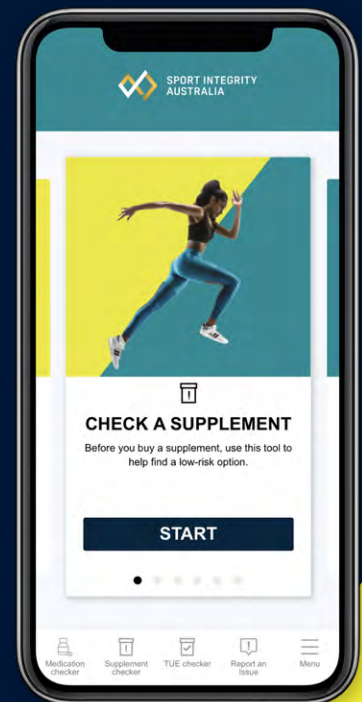 SPORT INTEGRITY
AUSTRALIA
CHECK A SUPPLEMENT
Before you buy a supplement, use this tool to
help find a low-risk option.
START
Medication
checker
Supplement
checker
TUE checker
Report an
Issue
Menu